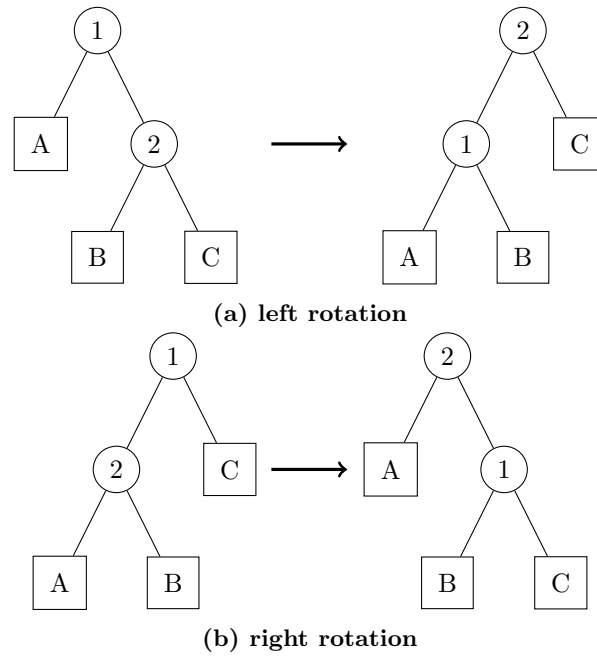 1 2
A 2 1 C
B C A B
(a) left rotation
1 2
2 C A 1
A B B C
(b) right rotation